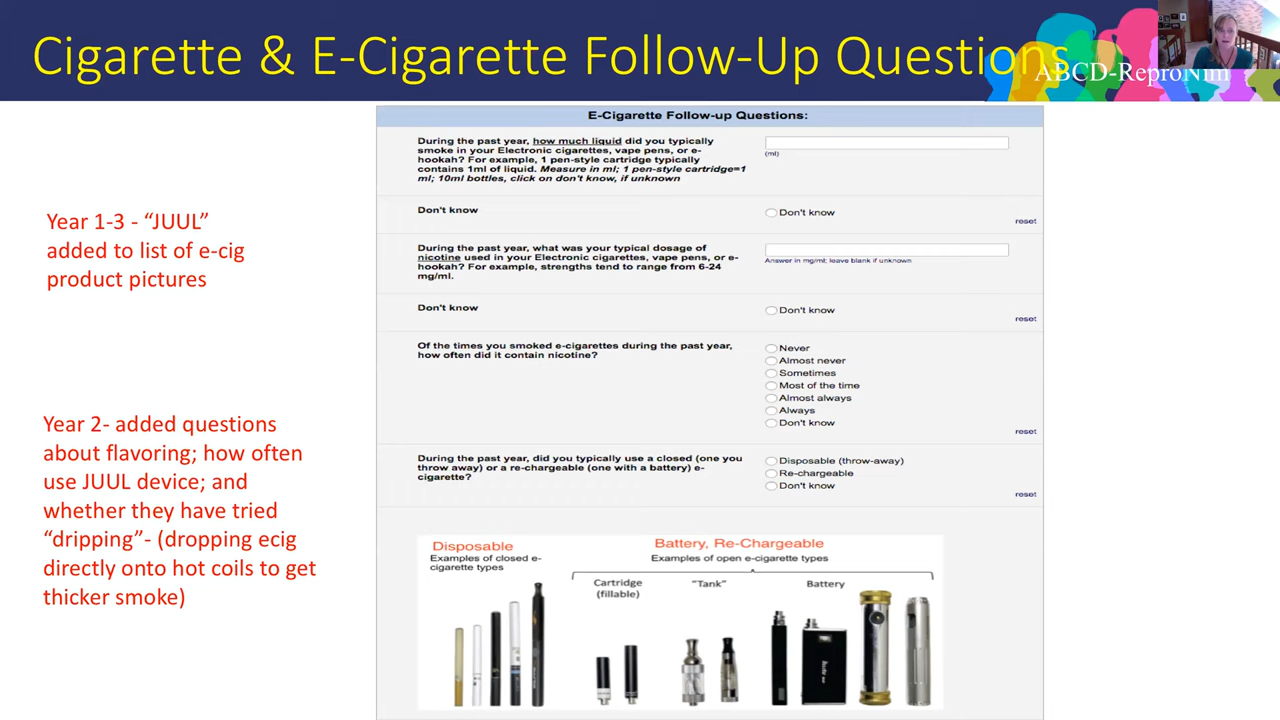 Cigarette & E-Cigarette Follow-Up Questions
ABCD-ReproNim
Year 1-3 - “JUUL”
added to list of e-cig
product pictures
Year 2- added questions
about flavoring; how often
use JUUL device; and
whether they have tried
“dripping”- (dropping ecig
directly onto hot coils to get
thicker smoke)
E-Cigarette Follow-up Questions:
During the past year, how much liquid did you typically
smoke in your Electronic cigarettes, vape pens, or e-
hookah? For example, 1 pen-style cartridge typically
contains 1ml of liquid. Measure in ml; 1 pen-style cartridge=1
ml; 10ml bottles, click on don't know, if unknown
(ml)
Don't know
Don't know
reset
During the past year, what was your typical dosage of
nicotine used in your Electronic cigarettes, vape pens, or e-
hookah? For example, strengths tend to range from 6-24
mg/ml.
Answer in mg/ml; leave blank if unknown
Don't know
Don't know
reset
Of the times you smoked e-cigarettes during the past year,
how often did it contain nicotine?
Never
Almost never
Sometimes
Most of the time
Almost always
Always
Don't know
reset
During the past year, did you typically use a closed (one you
throw away) or a re-chargeable (one with a battery) e-
cigarette?
Disposable (throw-away)
Re-chargeable
Don't know
reset
Disposable
Examples of closed e-
cigarette types
Battery, Re-Chargeable
Examples of open e-cigarette types
Cartridge
(fillable)
“Tank”
Battery